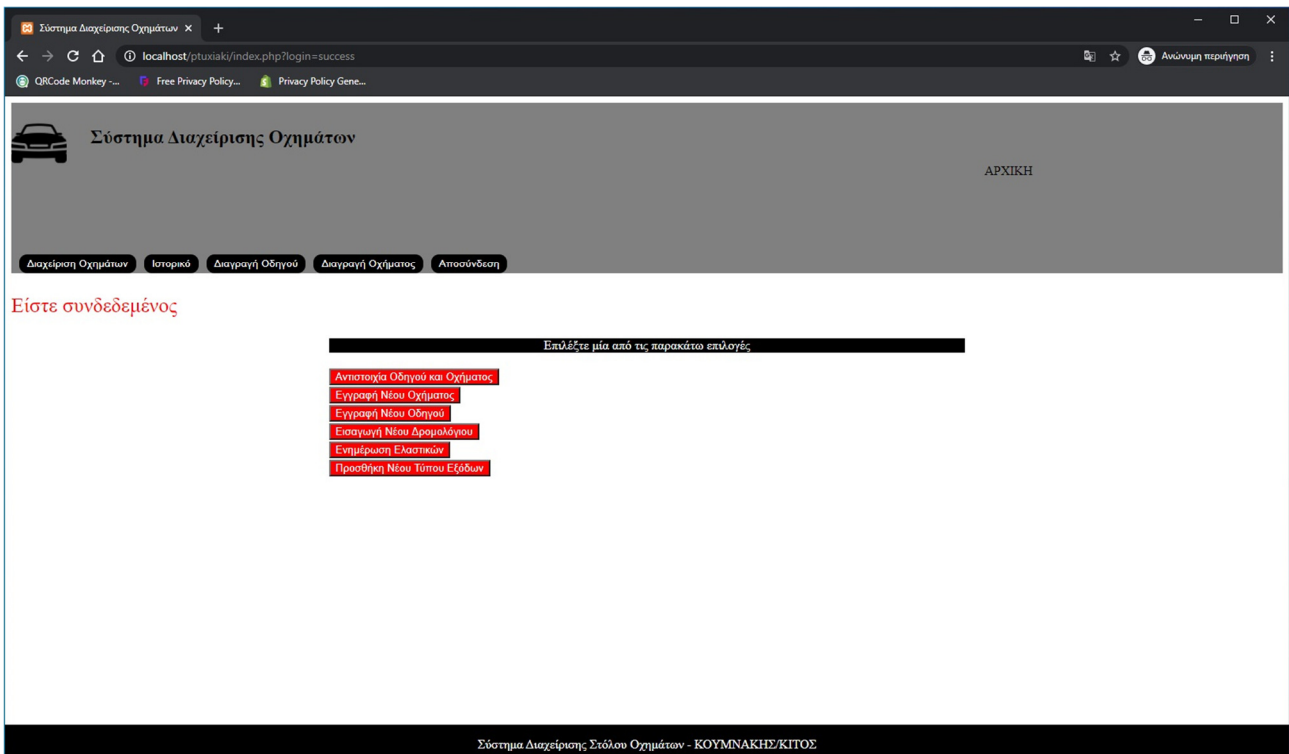 Σύστημα Διαχείρισης Οχημάτων
localhost/ptuxiaki/index.php?login=success
Ανώνυμη περιήγηση
QRCode Monkey -...
Free Privacy Policy...
Privacy Policy Gene...
Σύστημα Διαχείρισης Οχημάτων
ΑΡΧΙΚΗ
Διαχείριση Οχημάτων
Ιστορικό
Διαγραγή Οδηγού
Διαγραγή Οχήματος
Αποσύνδεση
Είστε συνδεδεμένος
Επιλέξτε μία από τις παρακάτω επιλογές
Αντιστοιχία Οδηγού και Οχήματος
Εγγραφή Νέου Οχήματος
Εγγραφή Νέου Οδηγού
Εισαγωγή Νέου Δρομολόγιου
Ενημέρωση Ελαστικών
Προσθήκη Νέου Τύπου Εξόδων
Σύστημα Διαχείρισης Στόλου Οχημάτων - ΚΟΥΜΝΑΚΗΣ/ΚΙΤΟΣ